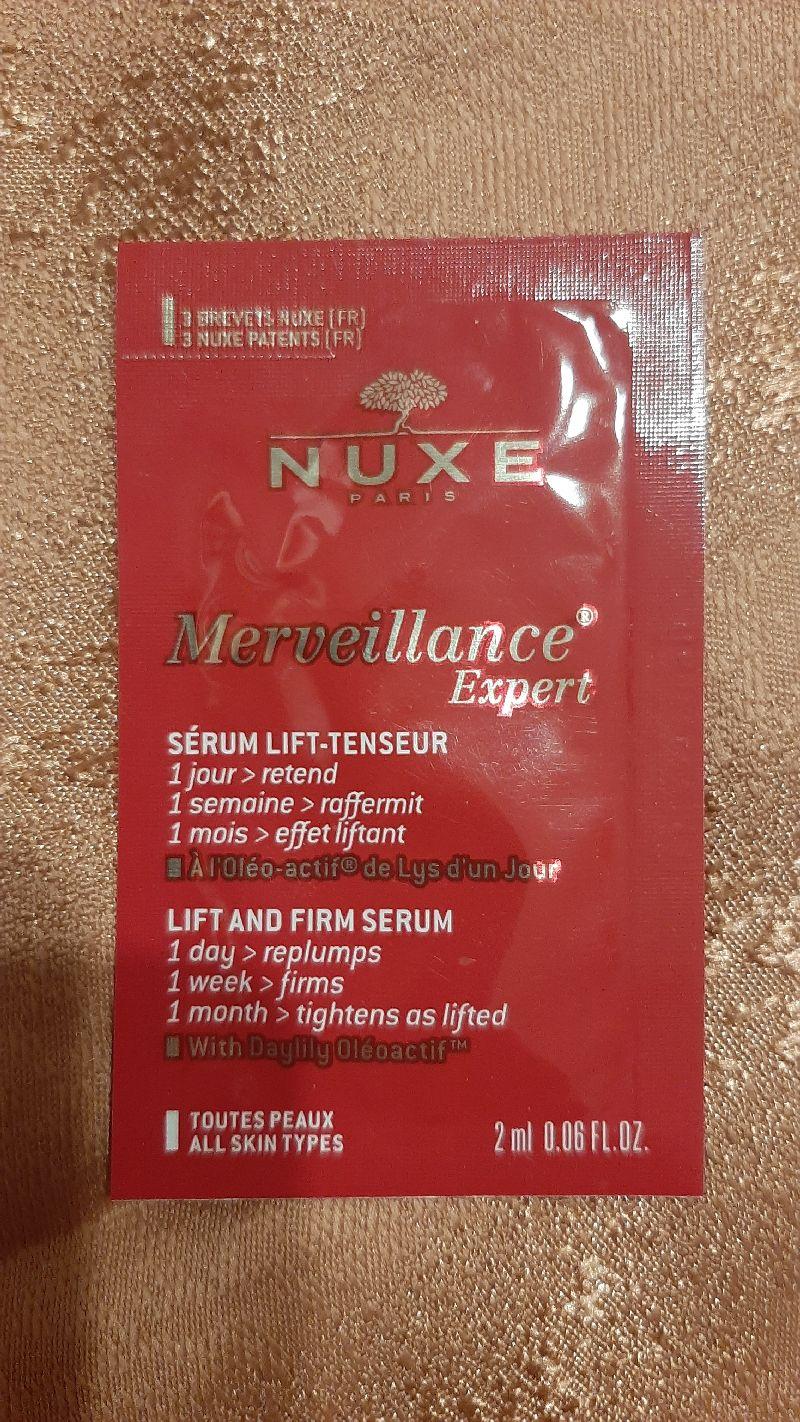 3 BREVETS NUXE (FR)
3 NUXE PATENTS (FR)
NUXE
PARIS
Merveillance®
Expert
SÉRUM LIFT-TENSEUR
1 jour > retend
1 semaine > raffermit
1 mois > effet liftant
À l'Oléo-actif® de Lys d'un Jour
LIFT AND FIRM SERUM
1 day > replumps
1 week > firms
1 month > tightens as lifted
With Daylily Oléoactif™
TOUTES PEAUX
ALL SKIN TYPES
2 ml 0.06 FL.OZ.